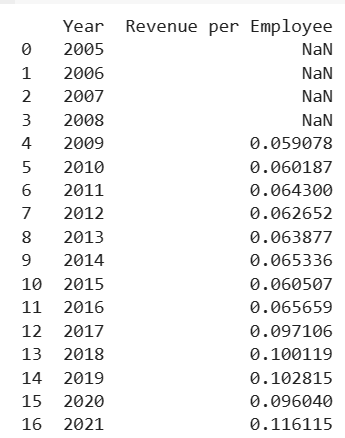 Year Revenue per Employee
0 2005 NaN
1 2006 NaN
2 2007 NaN
3 2008 NaN
4 2009 0.059078
5 2010 0.060187
6 2011 0.064300
7 2012 0.062652
8 2013 0.063877
9 2014 0.065336
10 2015 0.060507
11 2016 0.065659
12 2017 0.097106
13 2018 0.100119
14 2019 0.102815
15 2020 0.096040
16 2021 0.116115